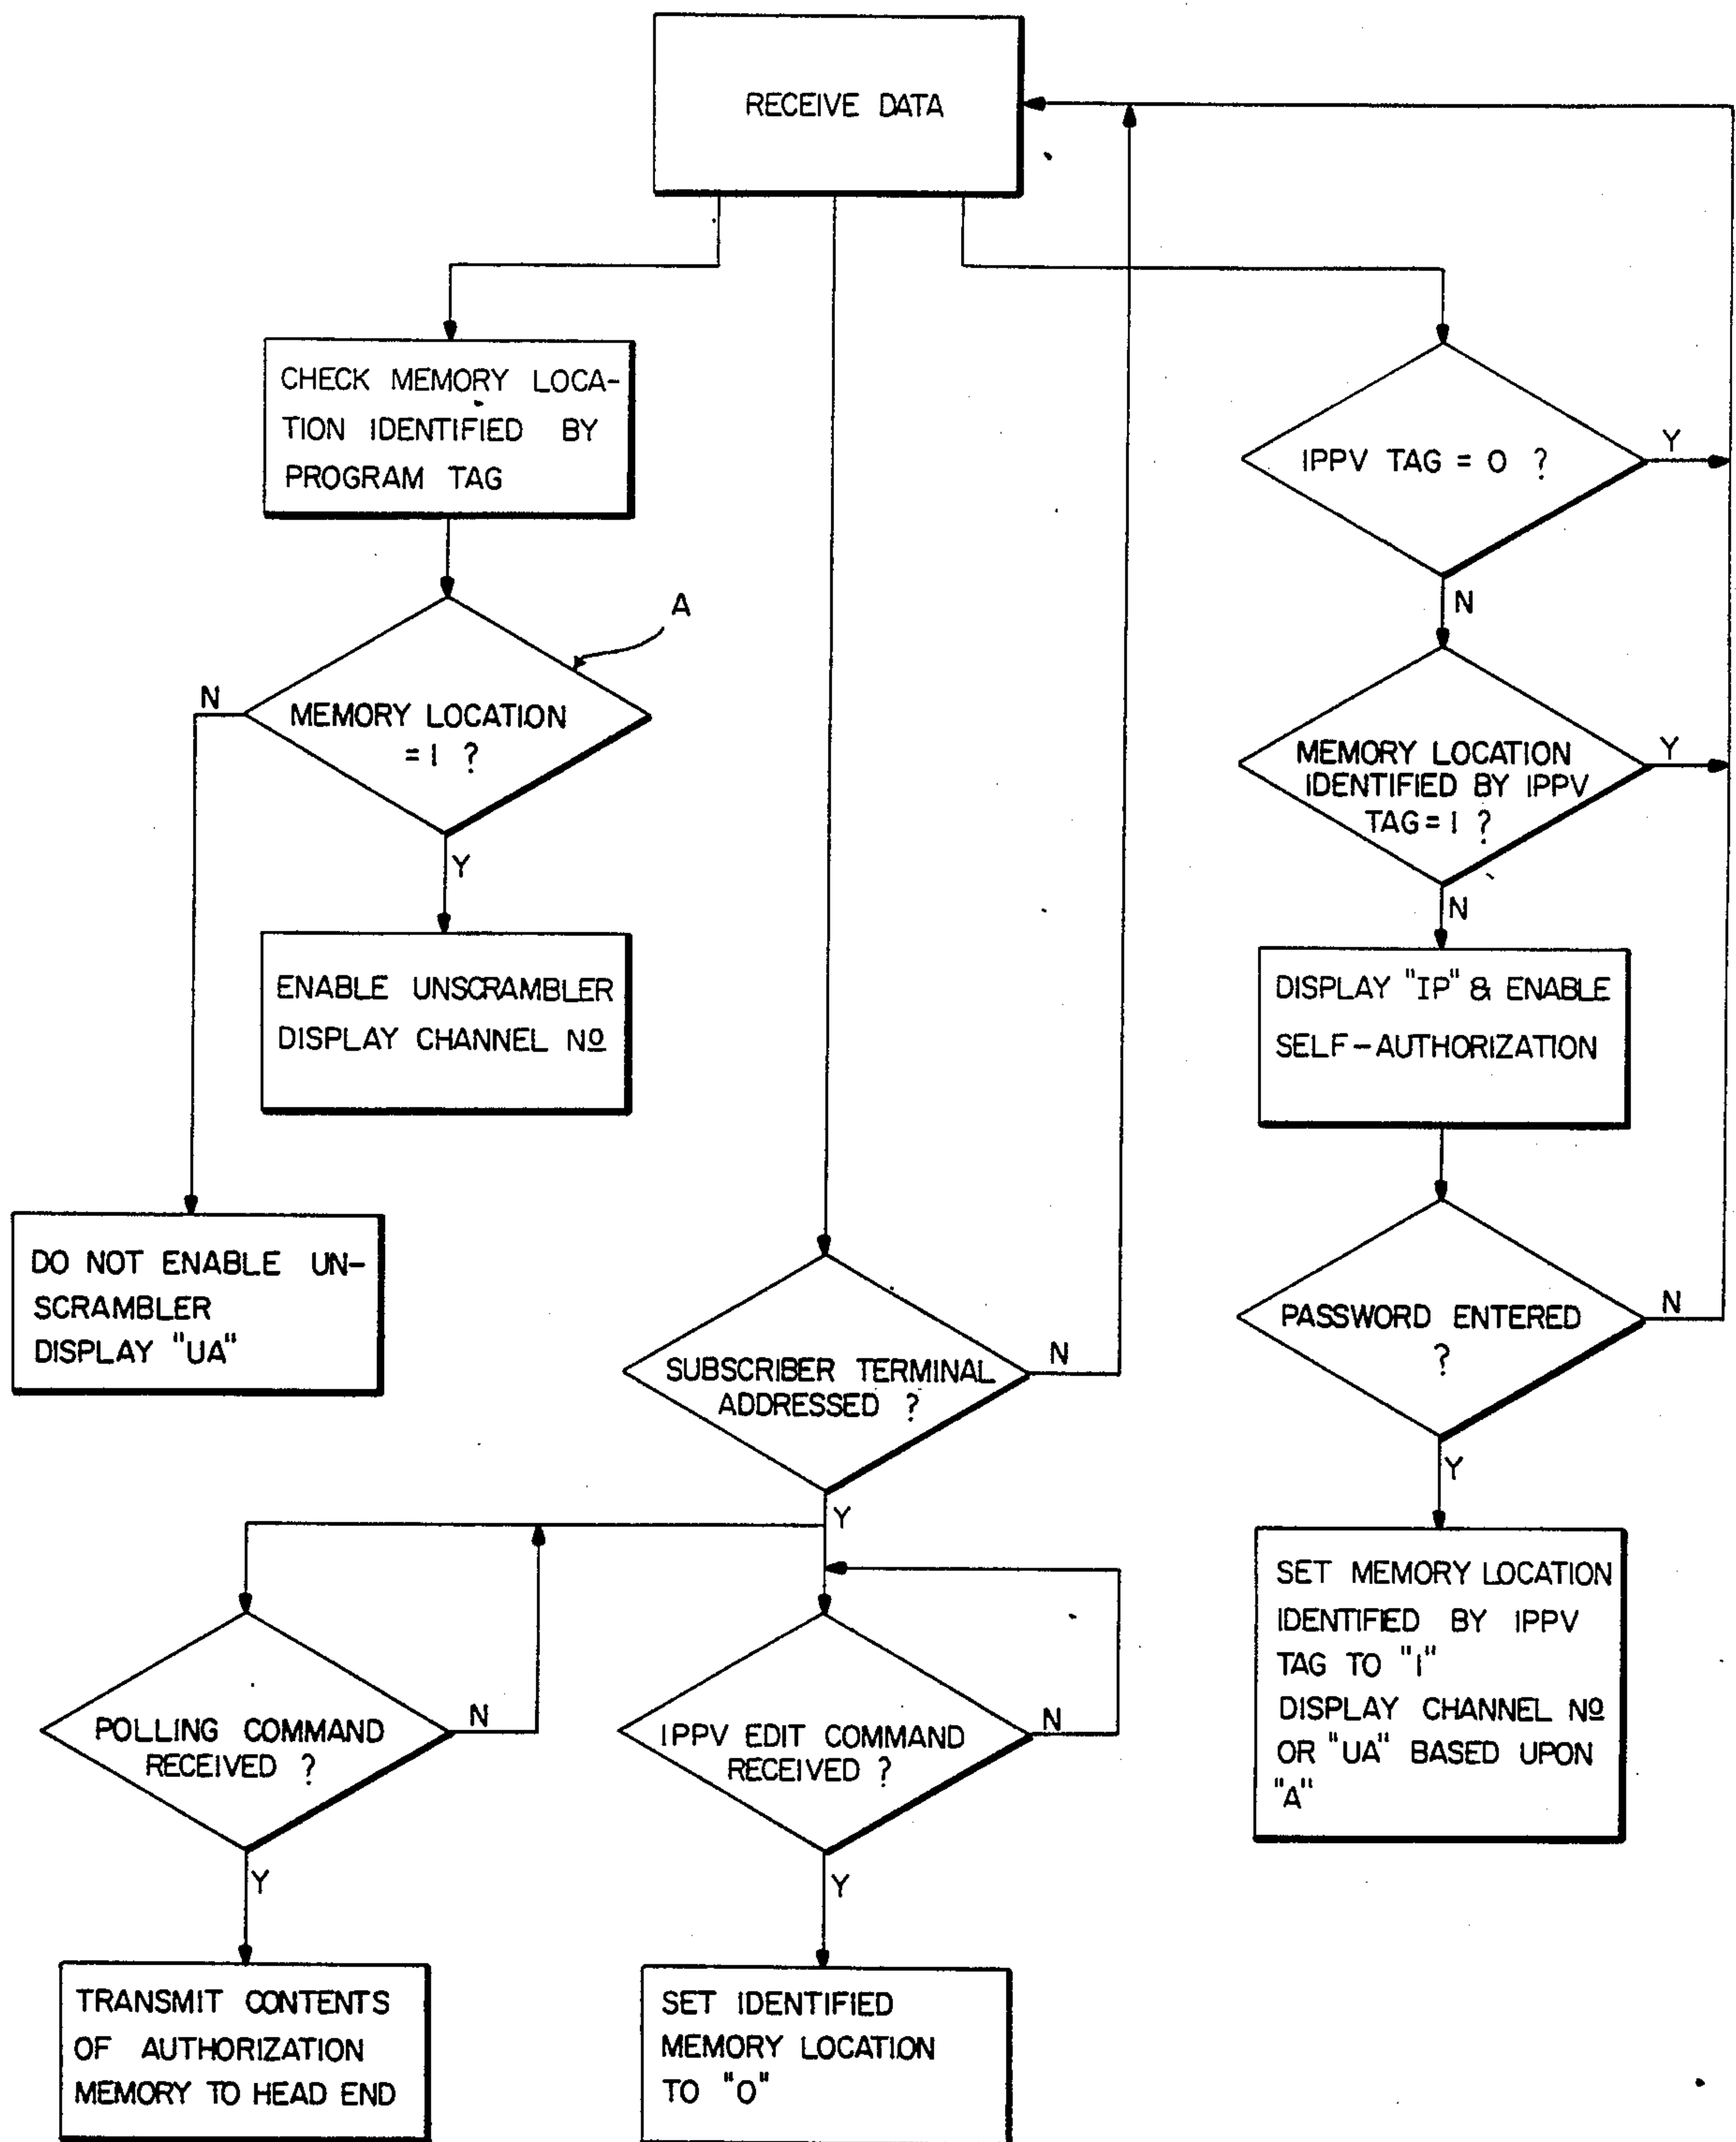 RECEIVE DATA
CHECK MEMORY LOCA-
TION IDENTIFIED BY
PROGRAM TAG
A
N
MEMORY LOCATION
= 1 ?
Y
ENABLE UNSCRAMBLER
DISPLAY CHANNEL Nº
DO NOT ENABLE UN-
SCRAMBLER
DISPLAY "UA"
SUBSCRIBER TERMINAL
ADDRESSED ?
N
Y
POLLING COMMAND
RECEIVED ?
N
Y
TRANSMIT CONTENTS
OF AUTHORIZATION
MEMORY TO HEAD END
IPPV EDIT COMMAND
RECEIVED ?
N
Y
SET IDENTIFIED
MEMORY LOCATION
TO "0"
IPPV TAG = 0 ?
Y
N
MEMORY LOCATION
IDENTIFIED BY IPPV
TAG = 1 ?
Y
N
DISPLAY "IP" & ENABLE
SELF-AUTHORIZATION
PASSWORD ENTERED
?
N
Y
SET MEMORY LOCATION
IDENTIFIED BY IPPV
TAG TO "1"
DISPLAY CHANNEL Nº
OR "UA" BASED UPON
"A"